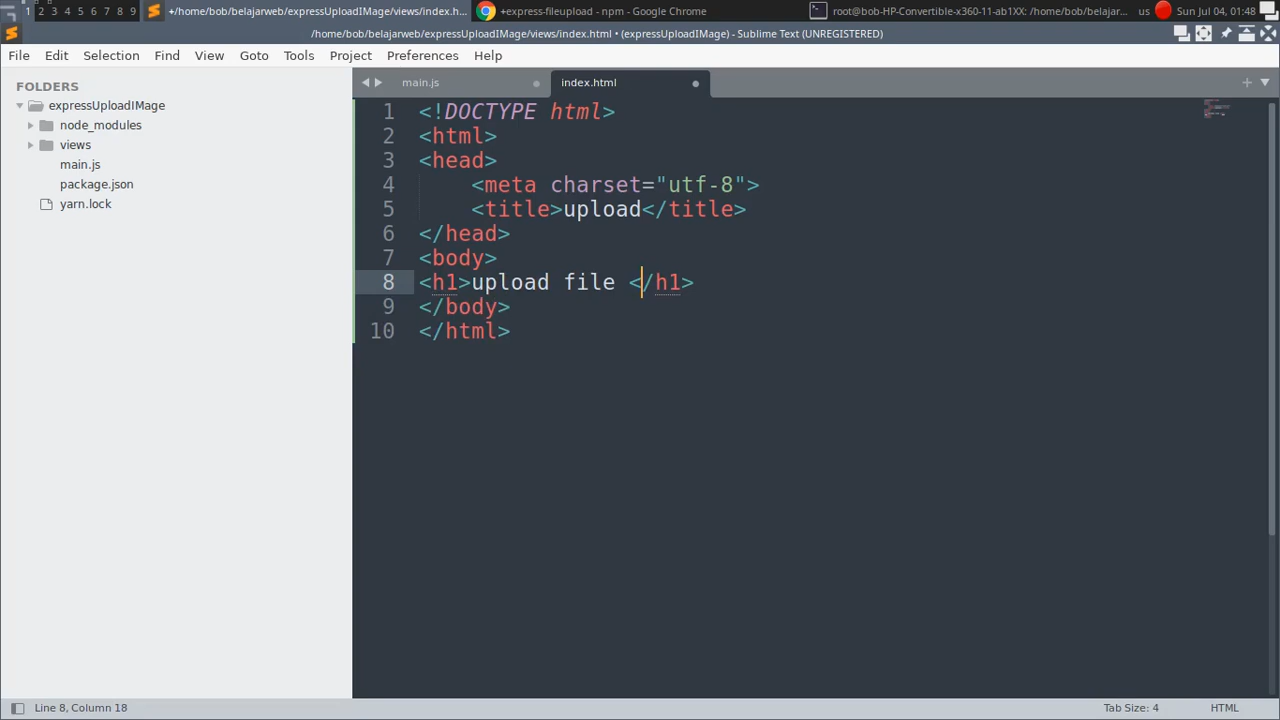 1 2 3 4 5 6 7 8 9 +/home/bob/belajarweb/expressUploadIMage/views/index.h... +express-fileupload - npm - Google Chrome root@bob-HP-Convertible-x360-11-ab1XX: /home/bob/belajar... us Sun Jul 04, 01:48
/home/bob/belajarweb/expressUploadIMage/views/index.html • (expressUploadIMage) - Sublime Text (UNREGISTERED)
File Edit Selection Find View Goto Tools Project Preferences Help
FOLDERS
expressUploadIMage
node_modules
views
main.js
package.json
yarn.lock
main.js index.html
1 <!DOCTYPE html>
2 <html>
3 <head>
4 <meta charset="utf-8">
5 <title>upload</title>
6 </head>
7 <body>
8 <h1>upload file </h1>
9 </body>
10 </html>
Line 8, Column 18 Tab Size: 4 HTML